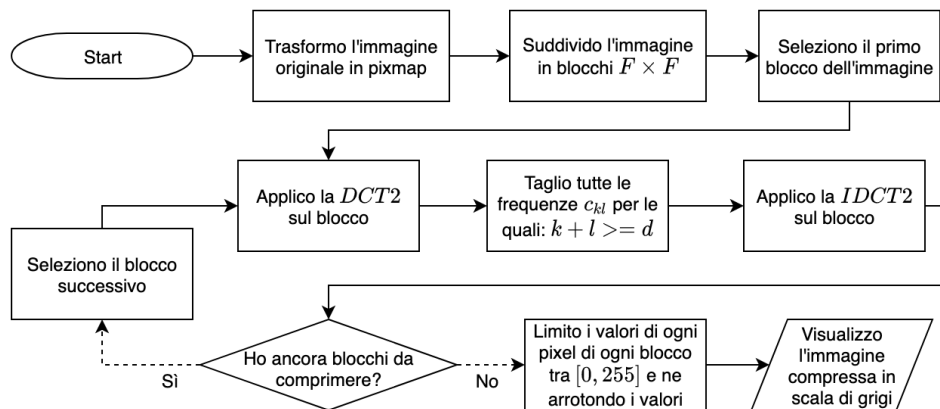 Start
Trasformo l'immagine
originale in pixmap
Suddivido l'immagine
in blocchi F × F
Seleziono il primo
blocco dell'immagine
Applico la DCT2
sul blocco
Taglio tutte le
frequenze c_{kl} per le
quali: k + l >= d
Applico la IDCT2
sul blocco
Seleziono il blocco
successivo
Ho ancora blocchi da
comprimere?
Sì
No
Limito i valori di ogni
pixel di ogni blocco
tra [0, 255] e ne
arrotondo i valori
Visualizzo
l'immagine
compressa in
scala di grigi